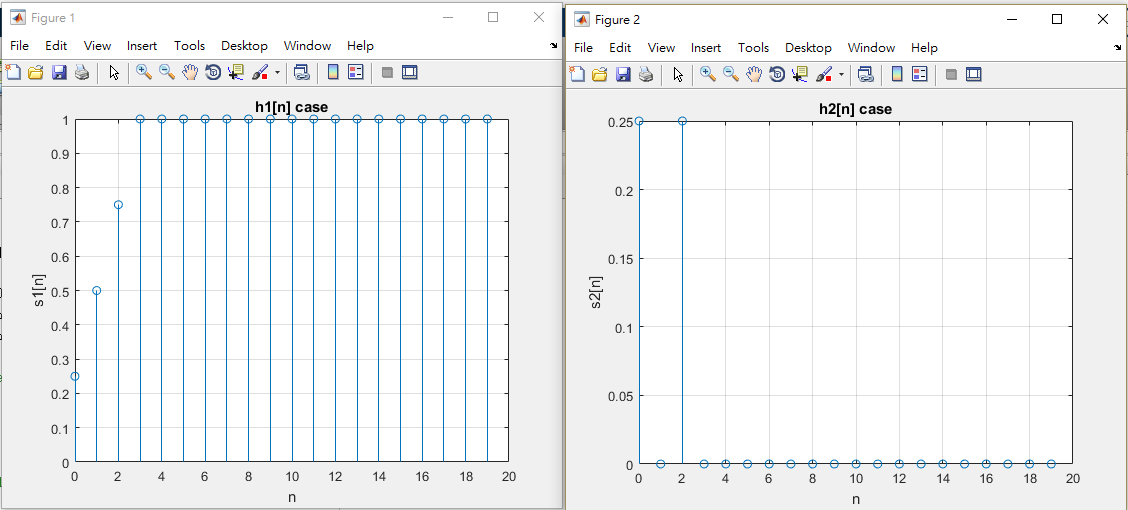 Figure 1
File Edit View Insert Tools Desktop Window Help
h1[n] case
1
0.9
0.8
0.7
0.6
0.5
0.4
0.3
0.2
0.1
0
s1[n]
0 2 4 6 8 10 12 14 16 18 20
n
Figure 2
File Edit View Insert Tools Desktop Window Help
h2[n] case
0.25
0.2
0.15
0.1
0.05
0
s2[n]
0 2 4 6 8 10 12 14 16 18 20
n